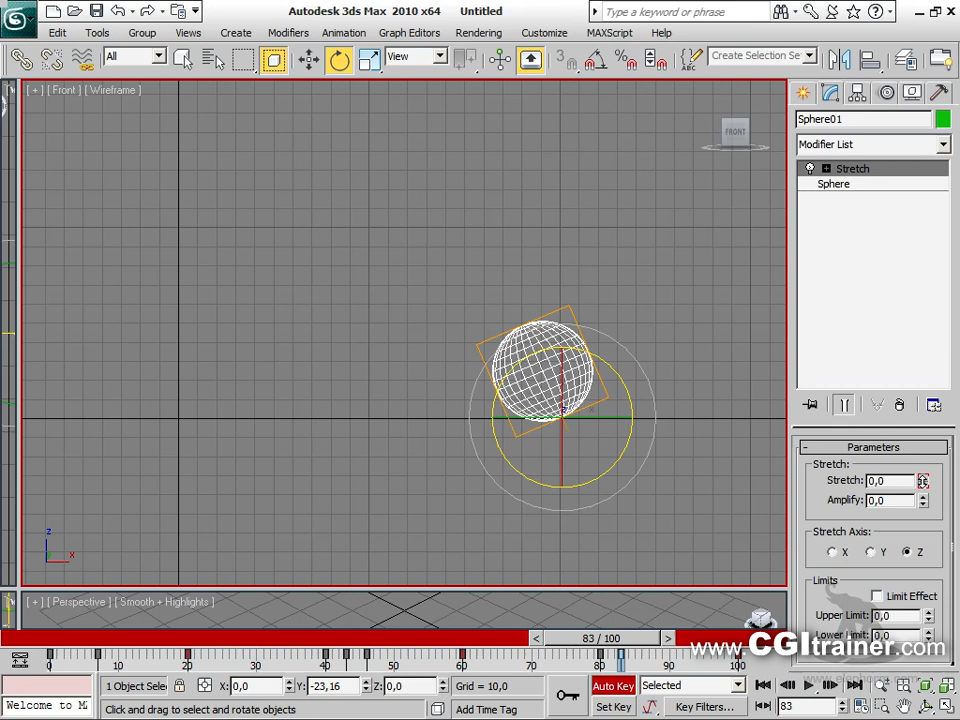 Autodesk 3ds Max 2010 x64 Untitled
Type a keyword or phrase
Edit Tools Group Views Create Modifiers Animation Graph Editors Rendering Customize MAXScript Help
All View Create Selection Se
[ + ] [ Front ] [ Wireframe ]
FRONT
Sphere01
Modifier List
Stretch
Sphere
Parameters
Stretch:
Stretch: 0,0
Amplify: 0,0
Stretch Axis:
X Y Z
Limits
Limit Effect
Upper Limit: 0,0
Lower Limit: 0,0
z
x
[ + ] [ Perspective ] [ Smooth + Highlights ]
83 / 100
www.CGItrainer.com
0 10 20 30 40 50 60 70 80 90 100
1 Object Selec X: 0,0 Y: -23,16 Z: 0,0 Grid = 10,0 Auto Key Selected
Welcome to M
Click and drag to select and rotate objects Add Time Tag Set Key Key Filters... 83